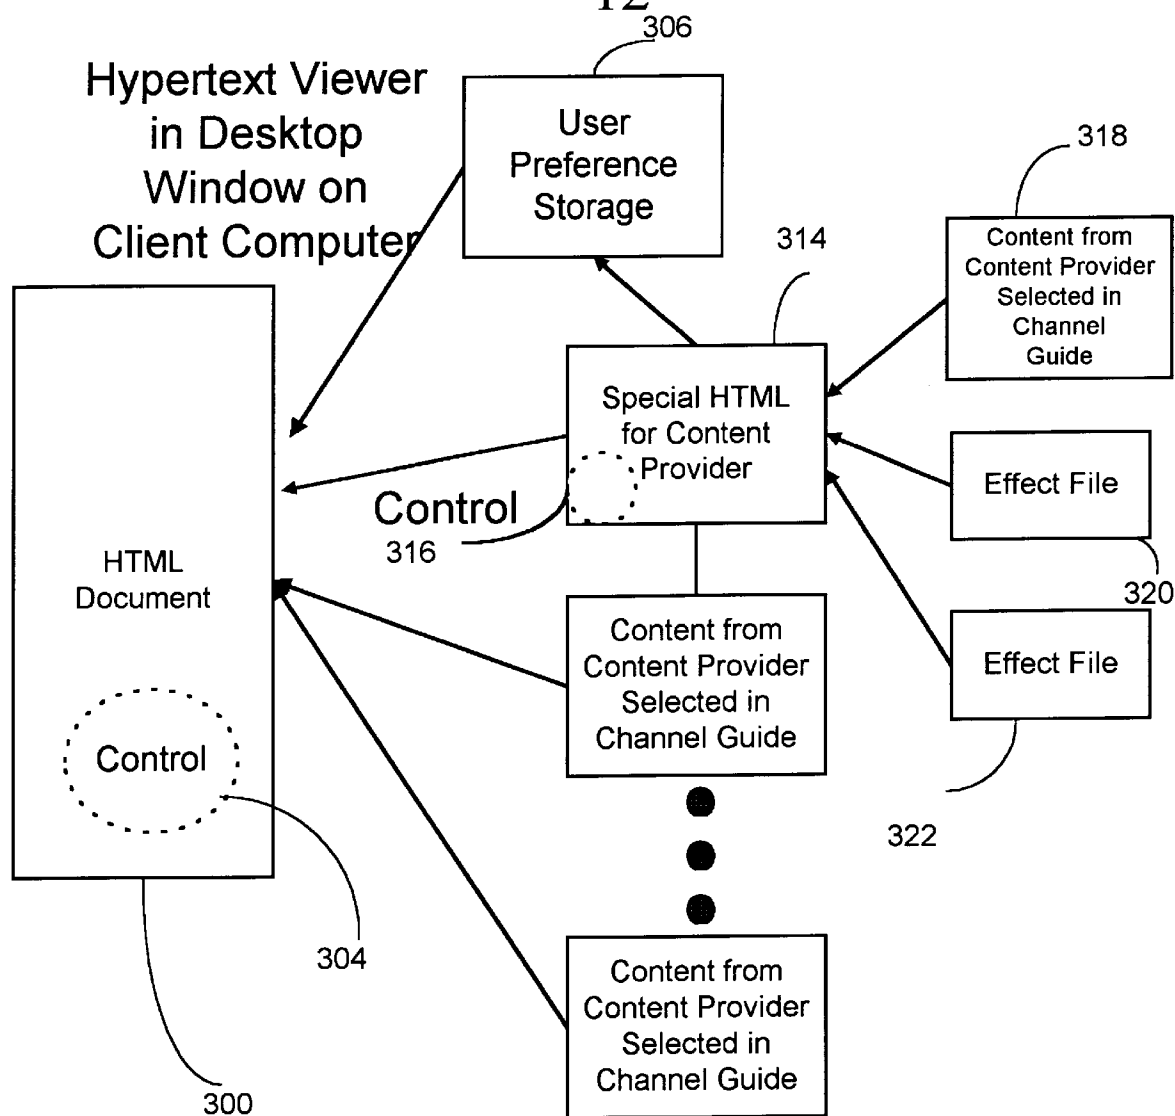 12
306
Hypertext Viewer
in Desktop
Window on
Client Computer
User
Preference
Storage
318
314
Content from
Content Provider
Selected in
Channel
Guide
Special HTML
for Content
Provider
Effect File
Control
316
320
HTML
Document
Content from
Content Provider
Selected in
Channel Guide
Effect File
Control
322
304
Content from
Content Provider
Selected in
Channel Guide
300